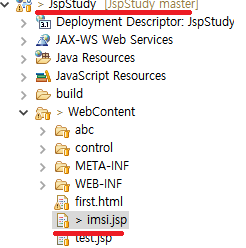 > JspStudy [JspStudy master]
Deployment Descriptor: JspStudy
JAX-WS Web Services
Java Resources
JavaScript Resources
build
> WebContent
abc
control
META-INF
WEB-INF
first.html
> imsi.jsp
test.jsp